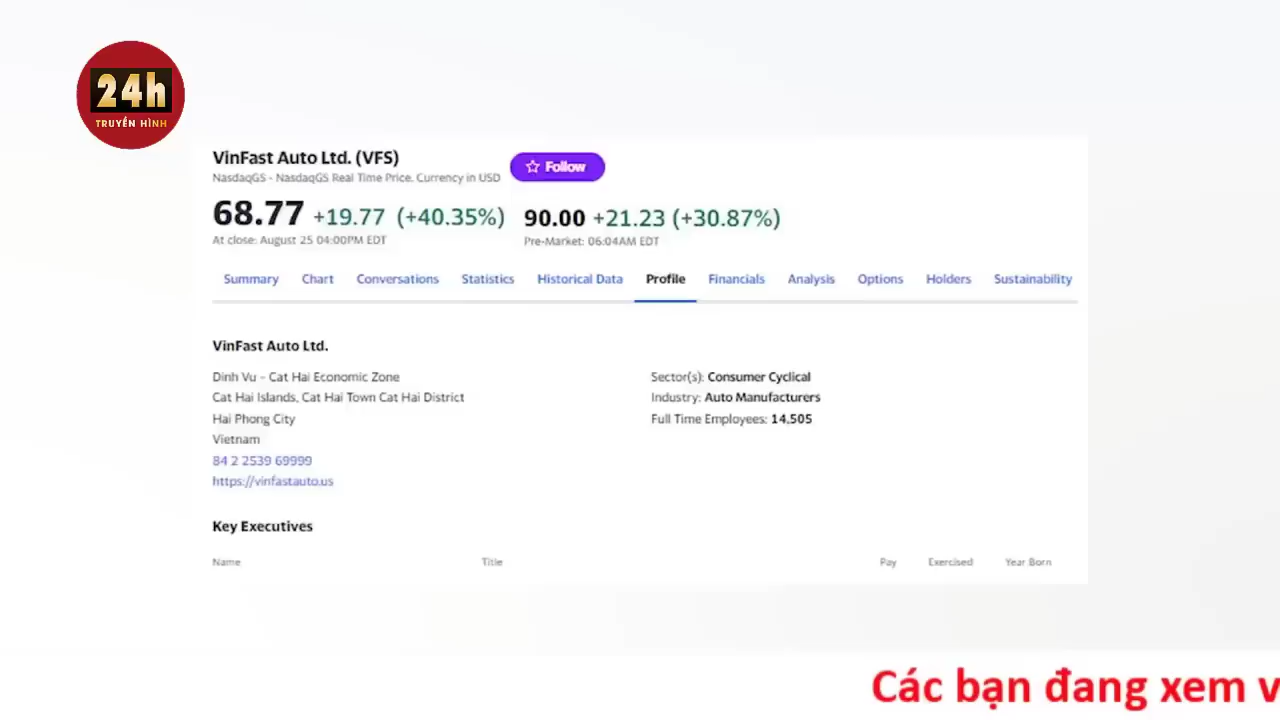 24h
TRUYỀN HÌNH
VinFast Auto Ltd. (VFS)
Follow
NasdaqGS - NasdaqGS Real Time Price. Currency in USD
68.77 +19.77 (+40.35%) 90.00 +21.23 (+30.87%)
At close: August 25 04:00PM EDT Pre-Market: 06:04AM EDT
Summary Chart Conversations Statistics Historical Data Profile Financials Analysis Options Holders Sustainability
VinFast Auto Ltd.
Dinh Vu – Cat Hai Economic Zone
Cat Hai Islands, Cat Hai Town Cat Hai District
Hai Phong City
Vietnam
84 2 2539 69999
https://vinfastauto.us
Sector(s): Consumer Cyclical
Industry: Auto Manufacturers
Full Time Employees: 14,505
Key Executives
Name Title Pay Exercised Year Born
Các bạn đang xem v